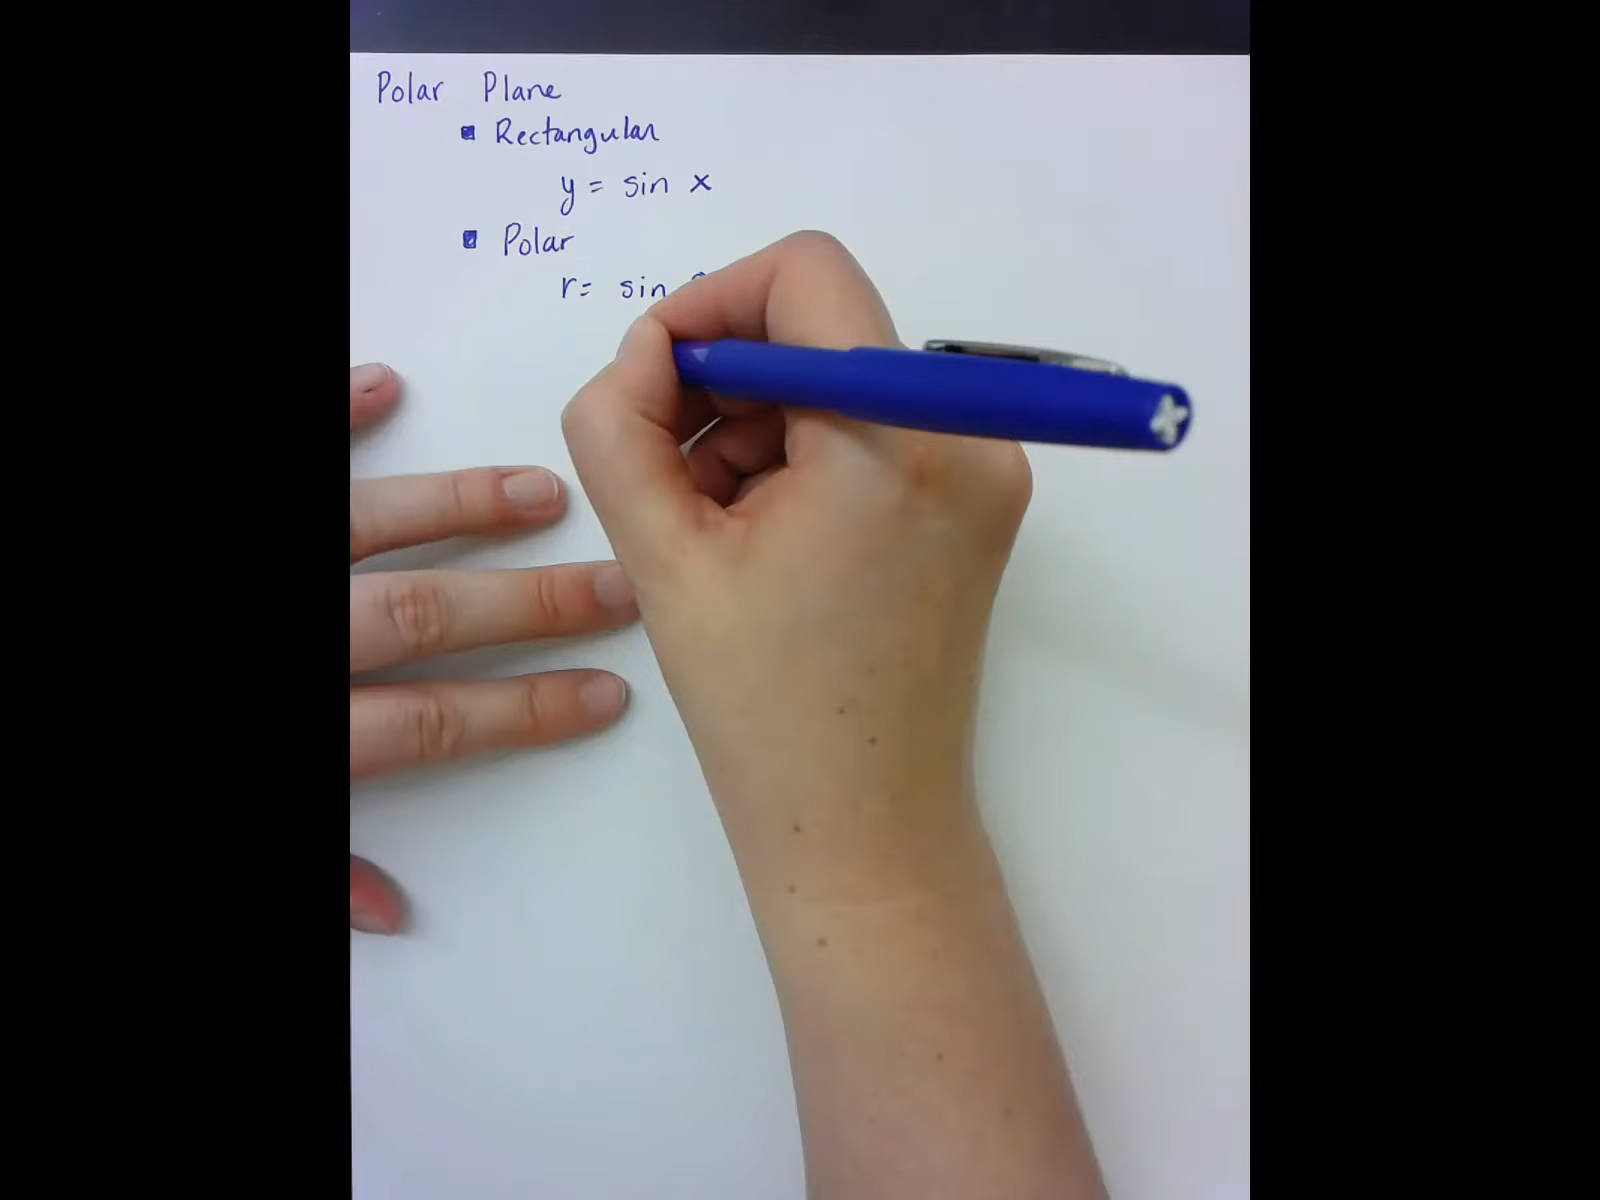 Polar Plane
Rectangular
y = sin x
Polar
r= sin